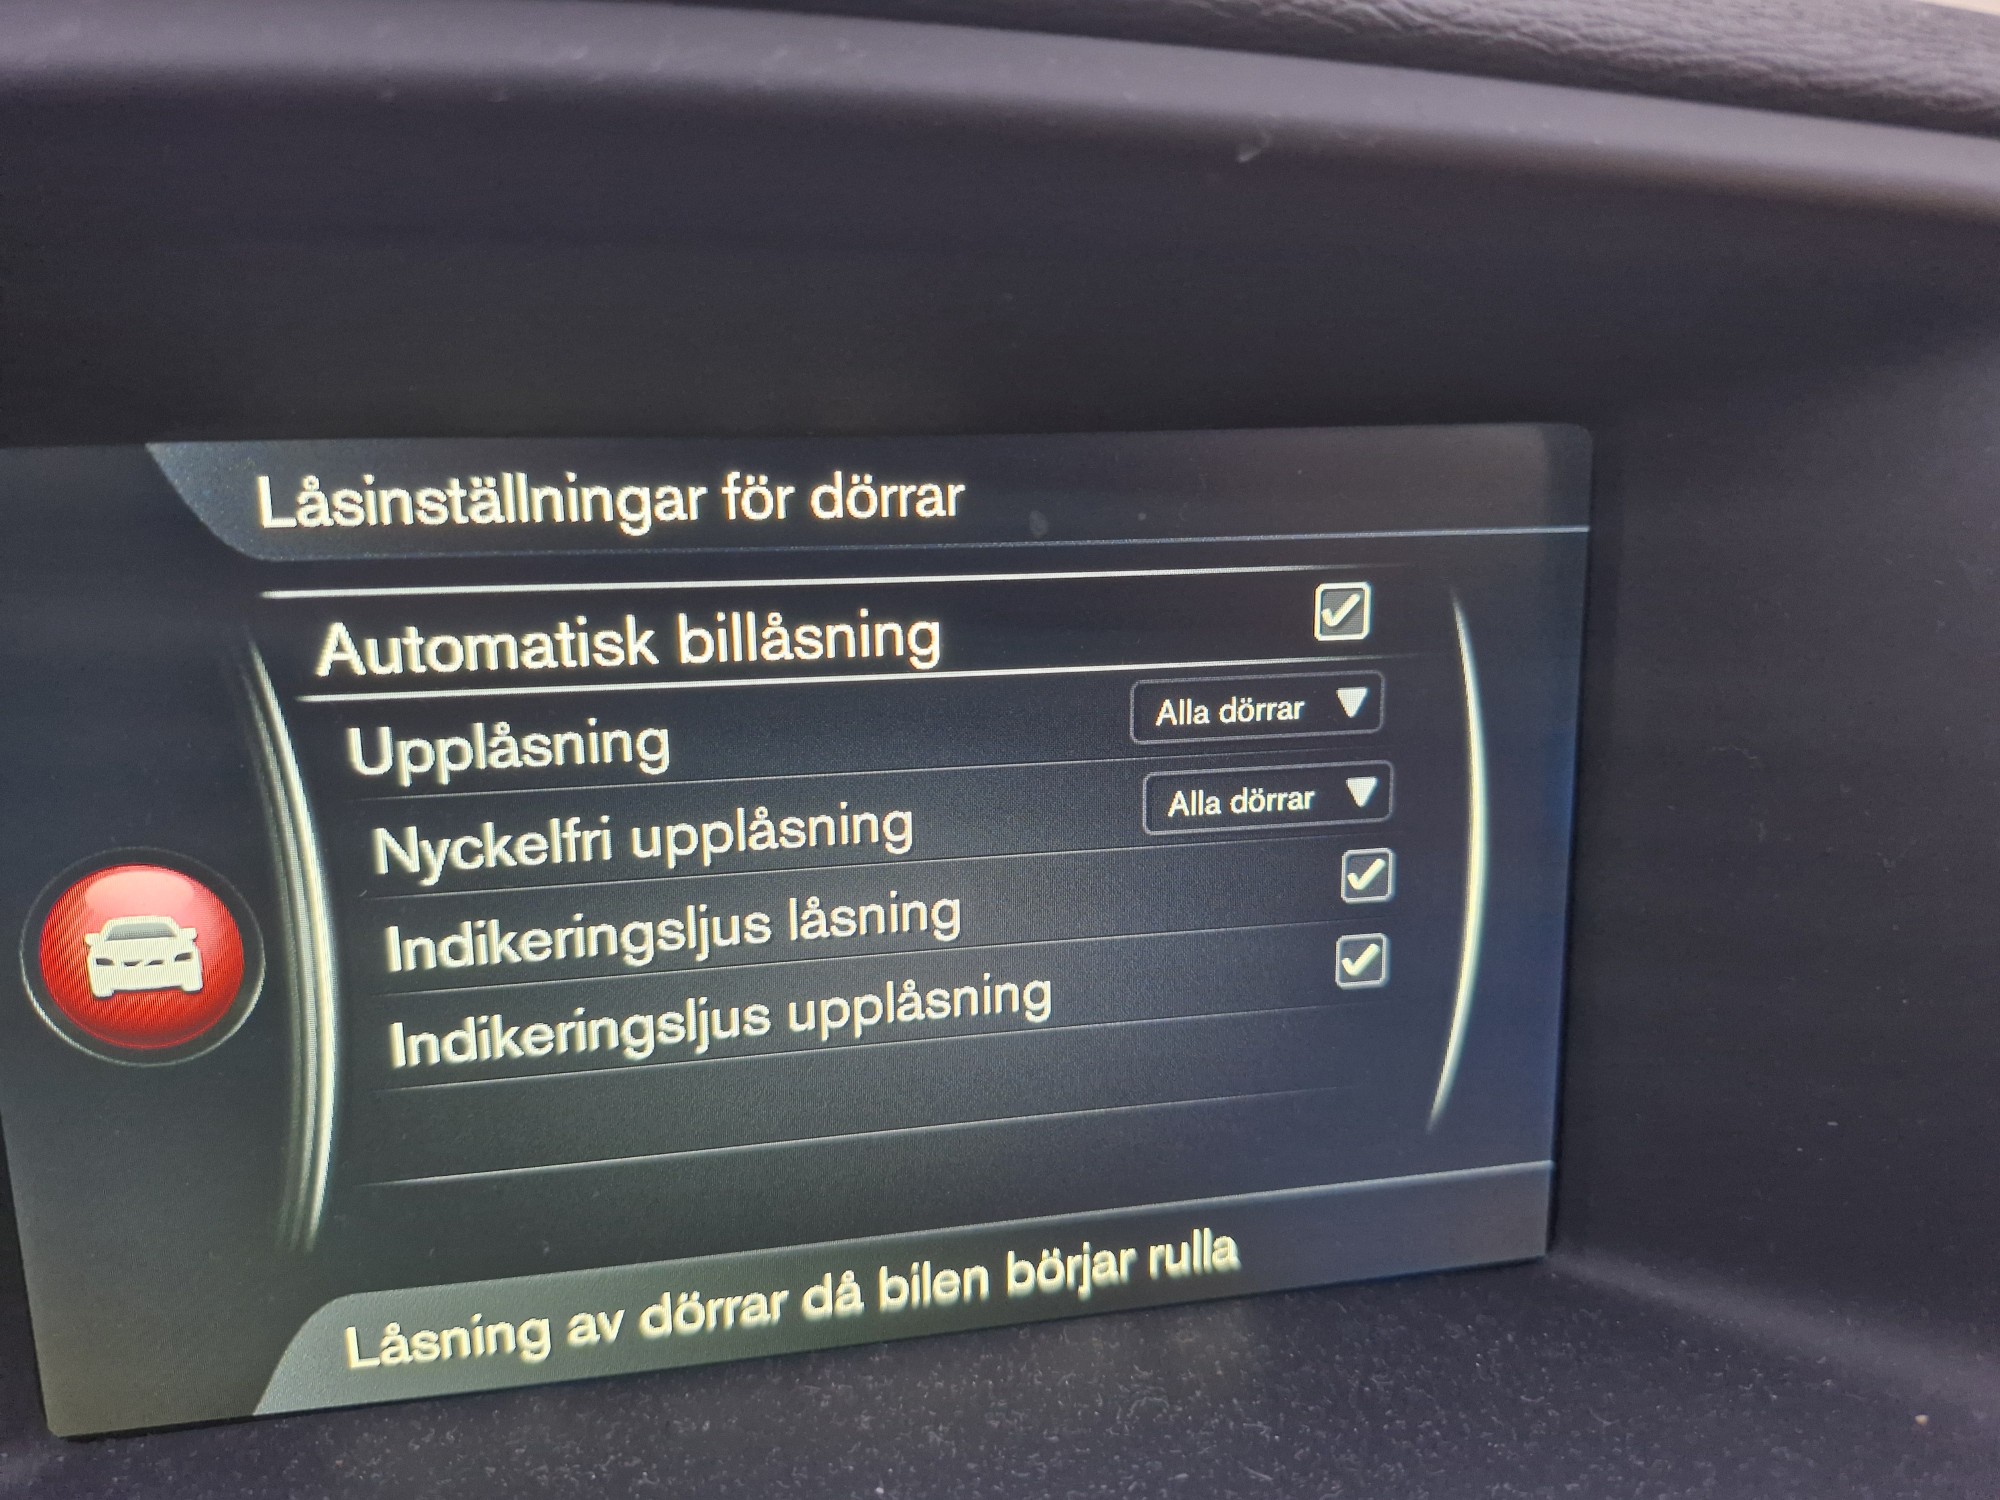 Låsinställningar för dörrar
Automatisk billåsning
Upplåsning Alla dörrar
Nyckelfri upplåsning Alla dörrar
Indikeringsljus låsning
Indikeringsljus upplåsning
Låsning av dörrar då bilen börjar rulla